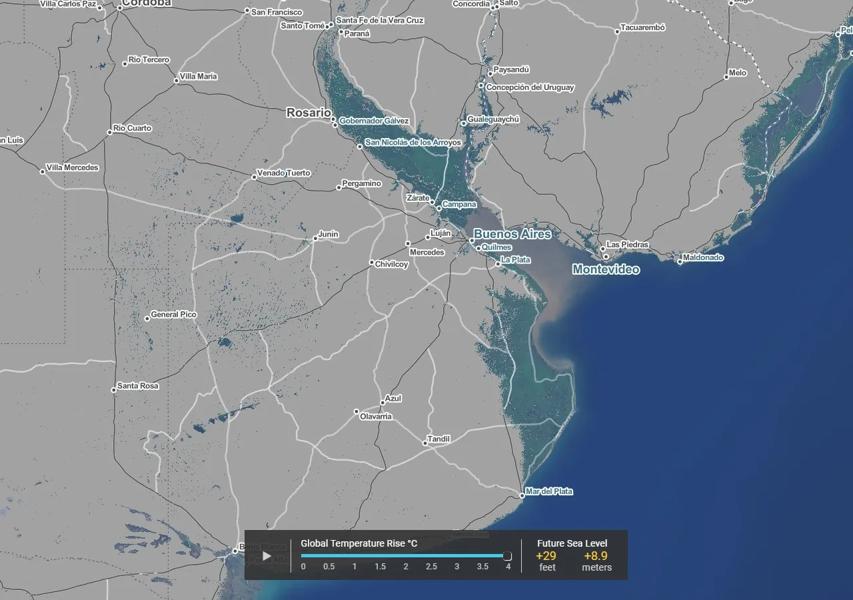 Villa Carlos Paz
Córdoba
San Francisco
Santo Tomé
Santa Fe de la Vera Cruz
Paraná
Concordia
Salto
Tacuarembó
Melo
Río Tercero
Villa María
Paysandú
Concepción del Uruguay
Rosario
Gobernador Gálvez
Gualeguaychú
Río Cuarto
San Nicolás de los Arroyos
Villa Mercedes
Venado Tuerto
Pergamino
Zárate
Campana
Junín
Luján
Mercedes
Chivilcoy
Buenos Aires
Quilmes
La Plata
Las Piedras
Montevideo
Maldonado
General Pico
Santa Rosa
Azul
Olavarría
Tandil
Mar del Plata
Global Temperature Rise °C
0 0.5 1 1.5 2 2.5 3 3.5 4
Future Sea Level
+29 +8.9
feet meters